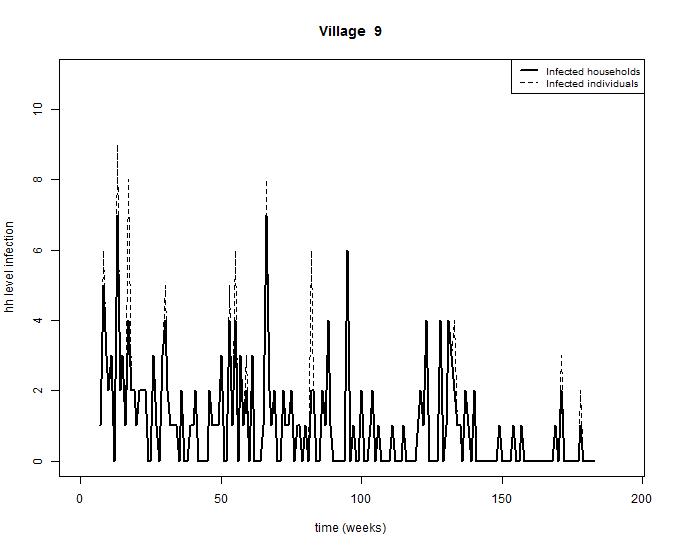 Village 9
Infected households
Infected individuals
hh level infection
10
8
6
4
2
0
0 50 100 150 200
time (weeks)